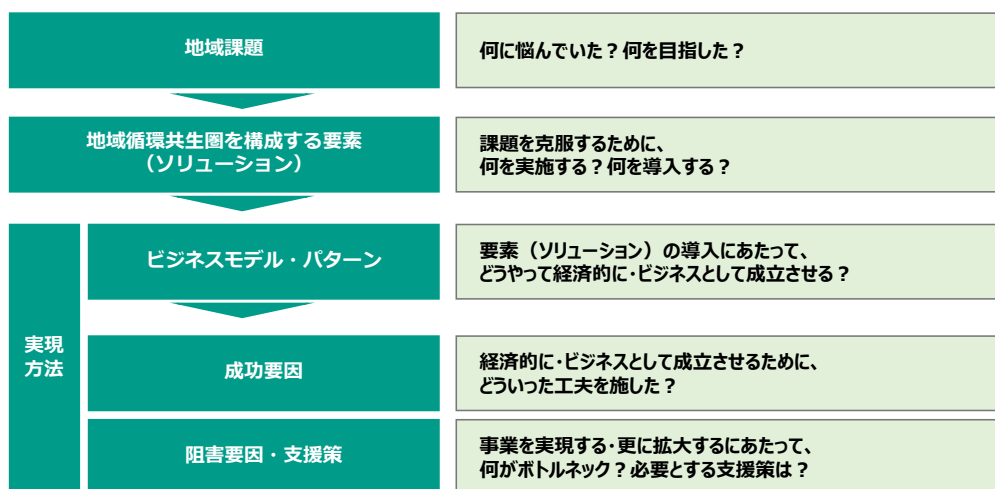 地域課題
何に悩んでいた？何を目指した？
地域循環共生圏を構成する要素
（ソリューション）
課題を克服するために、
何を実施する？何を導入する？
実現
方法
ビジネスモデル・パターン
要素（ソリューション）の導入にあたって、
どうやって経済的に・ビジネスとして成立させる？
成功要因
経済的に・ビジネスとして成立させるために、
どういった工夫を施した？
阻害要因・支援策
事業を実現する・更に拡大するにあたって、
何がボトルネック？必要とする支援策は？